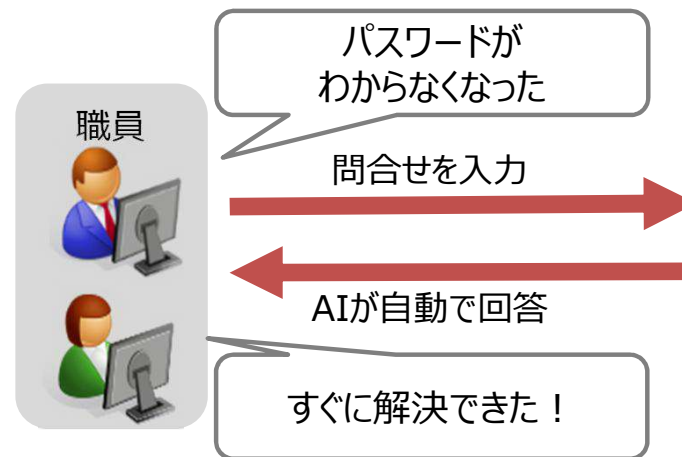 パスワードが
わからなくなった
職員
問合せを入力
AIが自動で回答
すぐに解決できた！